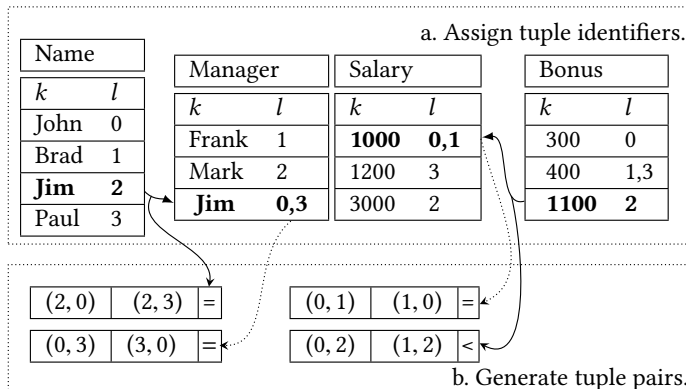 a. Assign tuple identifiers.
Name
Manager Salary Bonus
k l
k l k l k l
John 0
Frank 1 1000 0,1 300 0
Brad 1
Mark 2 1200 3 400 1,3
Jim 2
Jim 0,3 3000 2 1100 2
Paul 3
(2, 0) (2, 3) = (0, 1) (1, 0) =
(0, 3) (3, 0) = (0, 2) (1, 2) <
b. Generate tuple pairs.